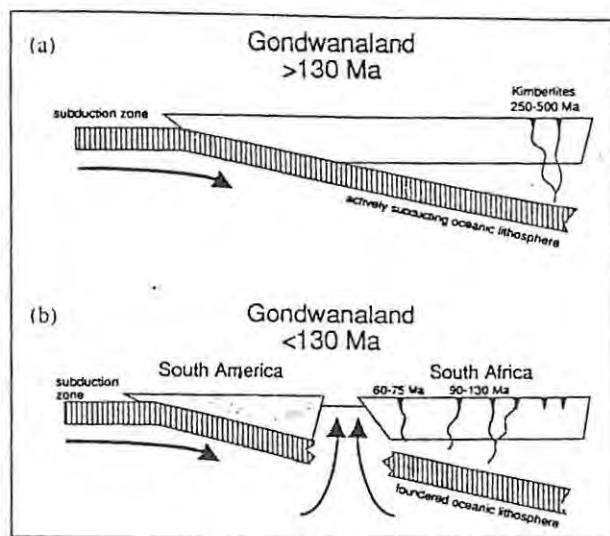 (a)
Gondwanaland
>130 Ma
Kimberlites
250-500 Ma
subduction zone
actively subducting oceanic lithosphere
(b)
Gondwanaland
<130 Ma
South America
South Africa
subduction
zone
60-75 Ma
90-130 Ma
foundered oceanic lithosphere